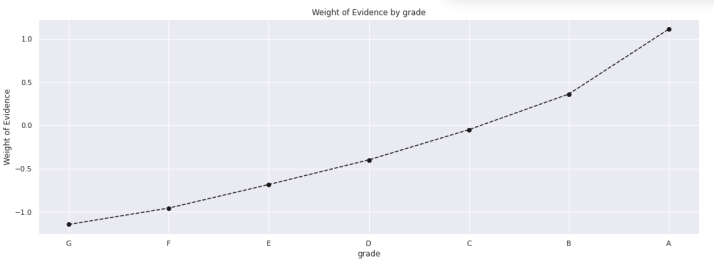 Weight of Evidence by grade
Weight of Evidence
1.0
0.5
0.0
−0.5
−1.0
G F E D C B A
grade